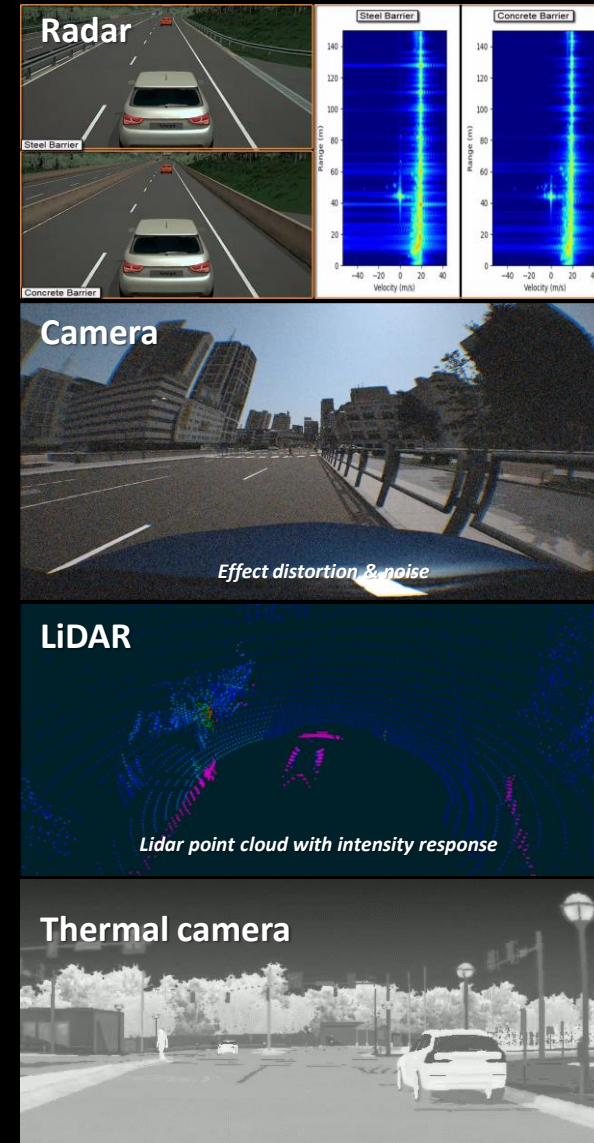 Radar
Steel Barrier
Concrete Barrier
Steel Barrier
Concrete Barrier
140
120
100
80
60
40
20
0
Range (m)
-40 -20 0 20 40
Velocity (m/s)
140
120
100
80
60
40
20
0
Range (m)
-40 -20 0 20
Velocity (m/s)
Camera
Effect distortion & noise
LiDAR
Lidar point cloud with intensity response
Thermal camera